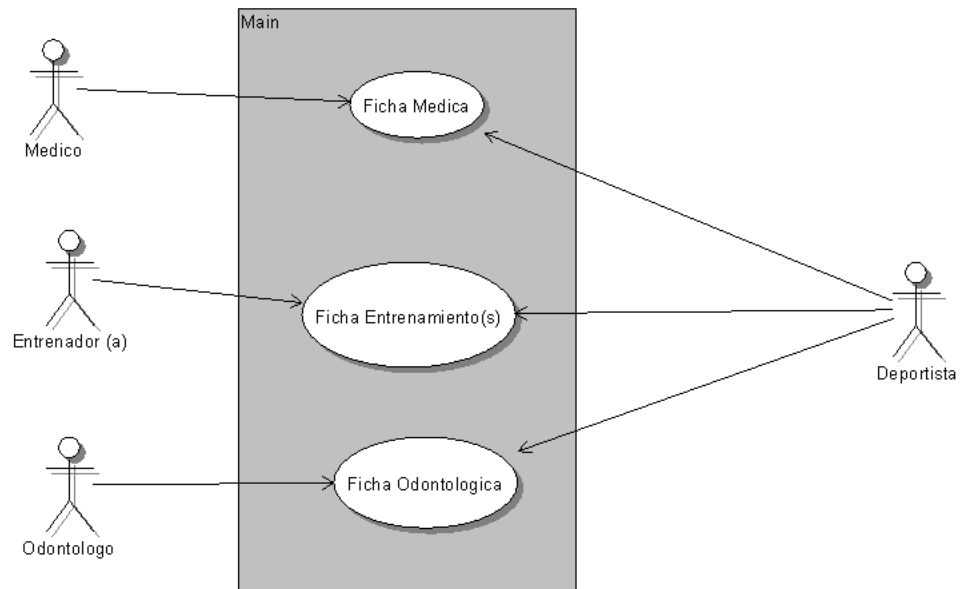 Main
Ficha Medica
Medico
Ficha Entrenamiento(s)
Entrenador (a)
Deportista
Ficha Odontologica
Odontologo